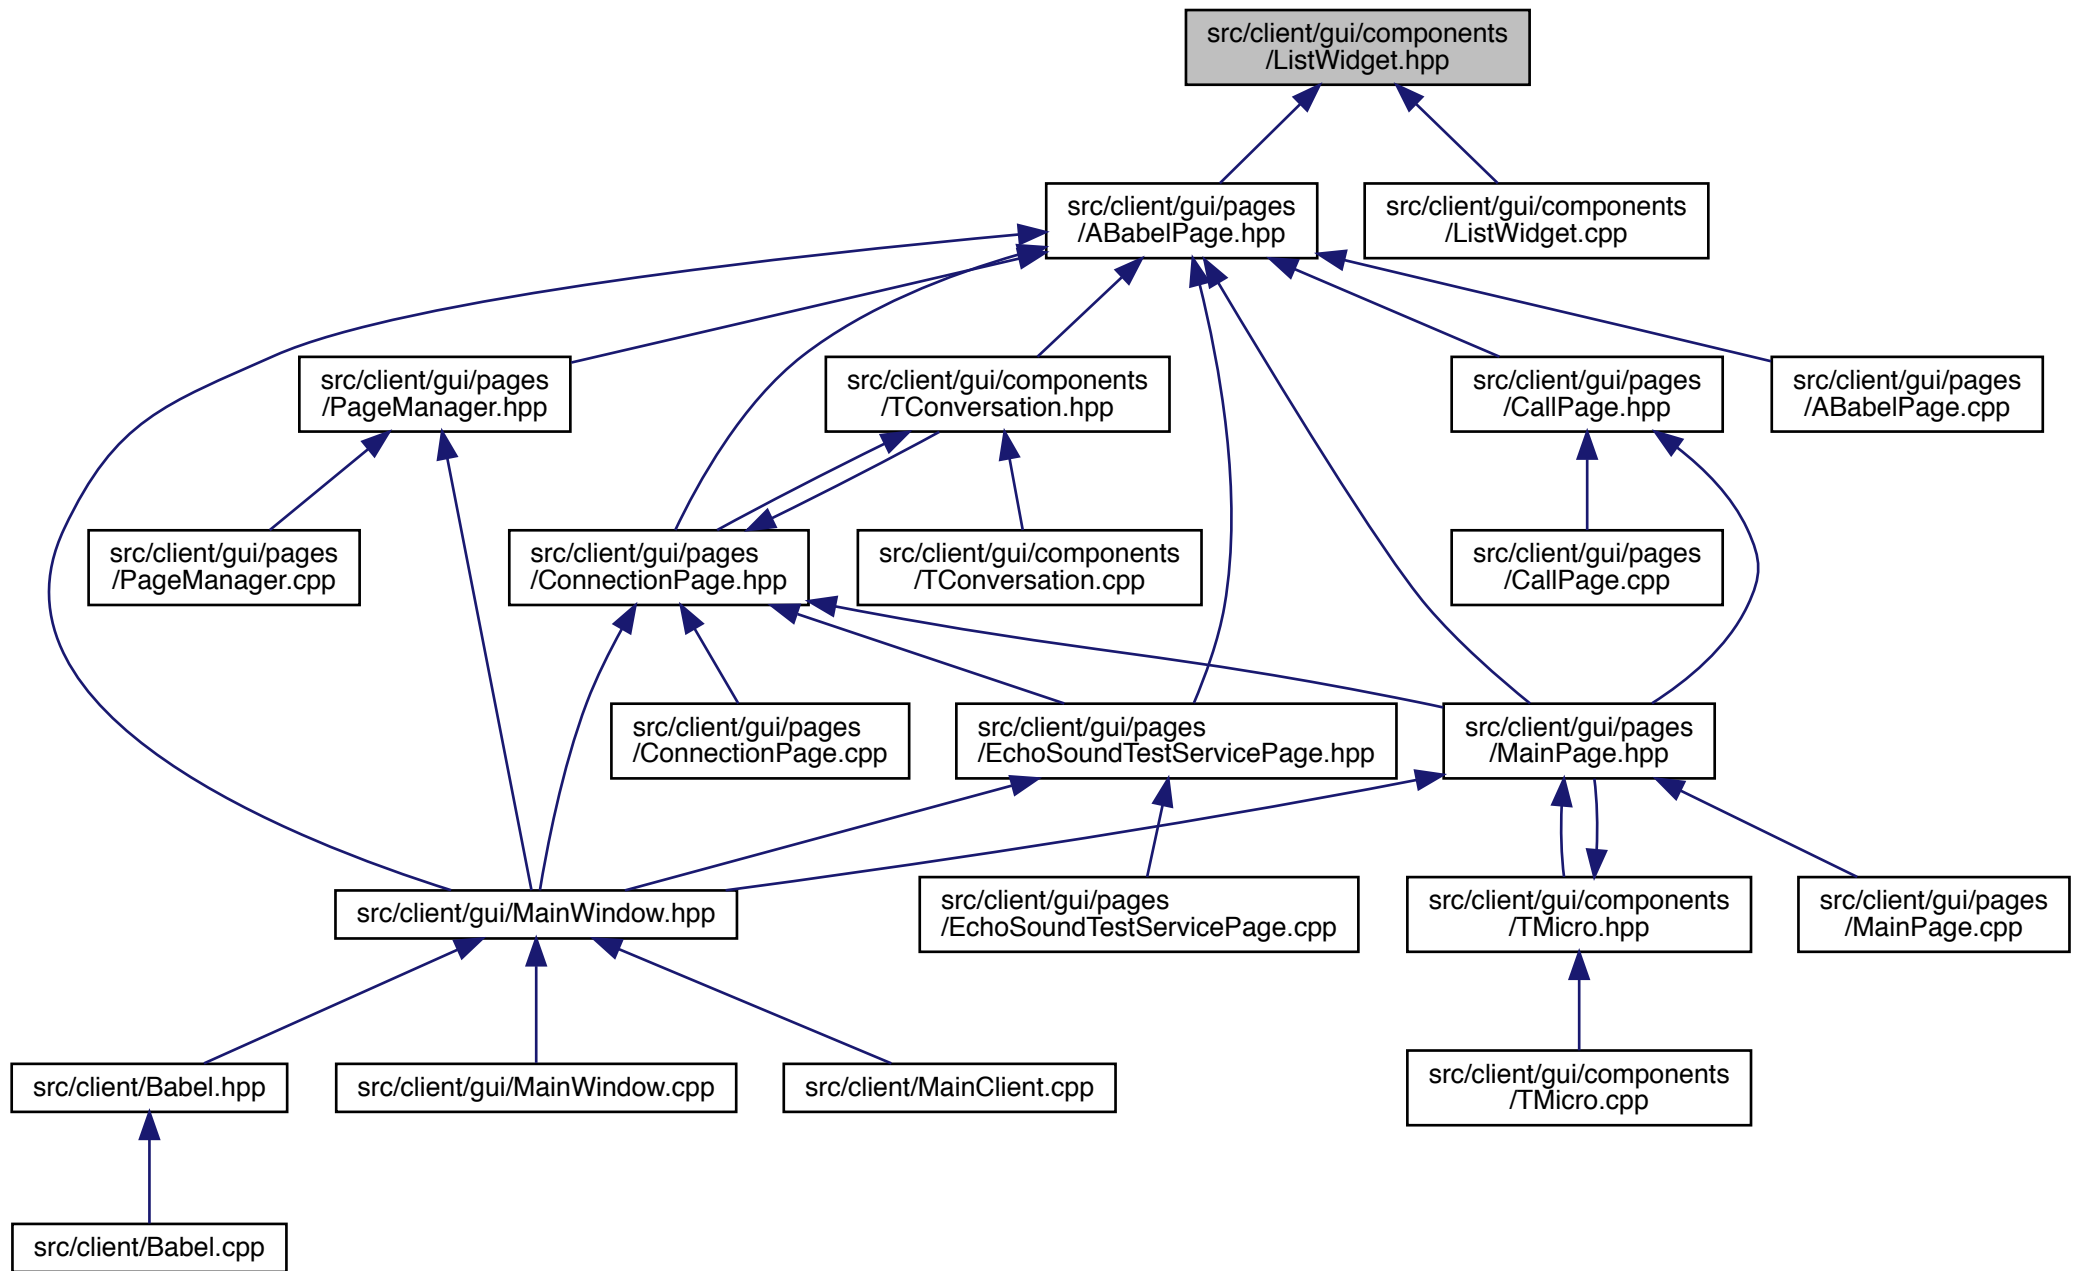 src/client/gui/components
/ListWidget.hpp
src/client/gui/pages
/ABabelPage.hpp
src/client/gui/components
/ListWidget.cpp
src/client/gui/pages
/PageManager.hpp
src/client/gui/components
/TConversation.hpp
src/client/gui/pages
/CallPage.hpp
src/client/gui/pages
/ABabelPage.cpp
src/client/gui/pages
/PageManager.cpp
src/client/gui/pages
/ConnectionPage.hpp
src/client/gui/components
/TConversation.cpp
src/client/gui/pages
/CallPage.cpp
src/client/gui/pages
/ConnectionPage.cpp
src/client/gui/pages
/EchoSoundTestServicePage.hpp
src/client/gui/pages
/MainPage.hpp
src/client/gui/MainWindow.hpp
src/client/gui/pages
/EchoSoundTestServicePage.cpp
src/client/gui/components
/TMicro.hpp
src/client/gui/pages
/MainPage.cpp
src/client/Babel.hpp
src/client/gui/MainWindow.cpp
src/client/MainClient.cpp
src/client/gui/components
/TMicro.cpp
src/client/Babel.cpp